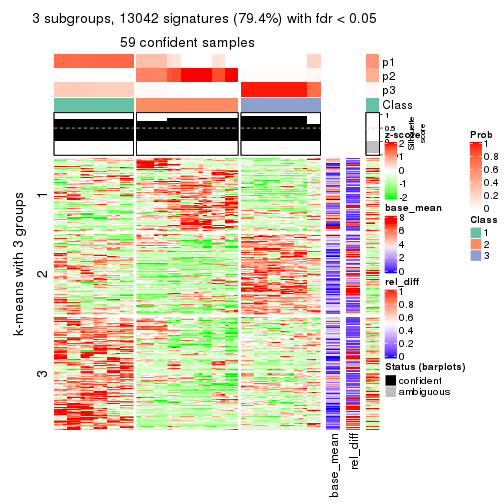 3 subgroups, 13042 signatures (79.4%) with fdr < 0.05
59 confident samples
p1
p2
p3
Class
1
0.5
0
Silhouette score
k-means with 3 groups
1
2
3
base_mean
rel_diff
z-score
2
1
0
-1
-2
base_mean
8
6
4
2
0
rel_diff
1
0.8
0.6
0.4
0.2
0
Status (barplots)
confident
ambiguous
Prob
1
0.8
0.6
0.4
0.2
0
Class
1
2
3